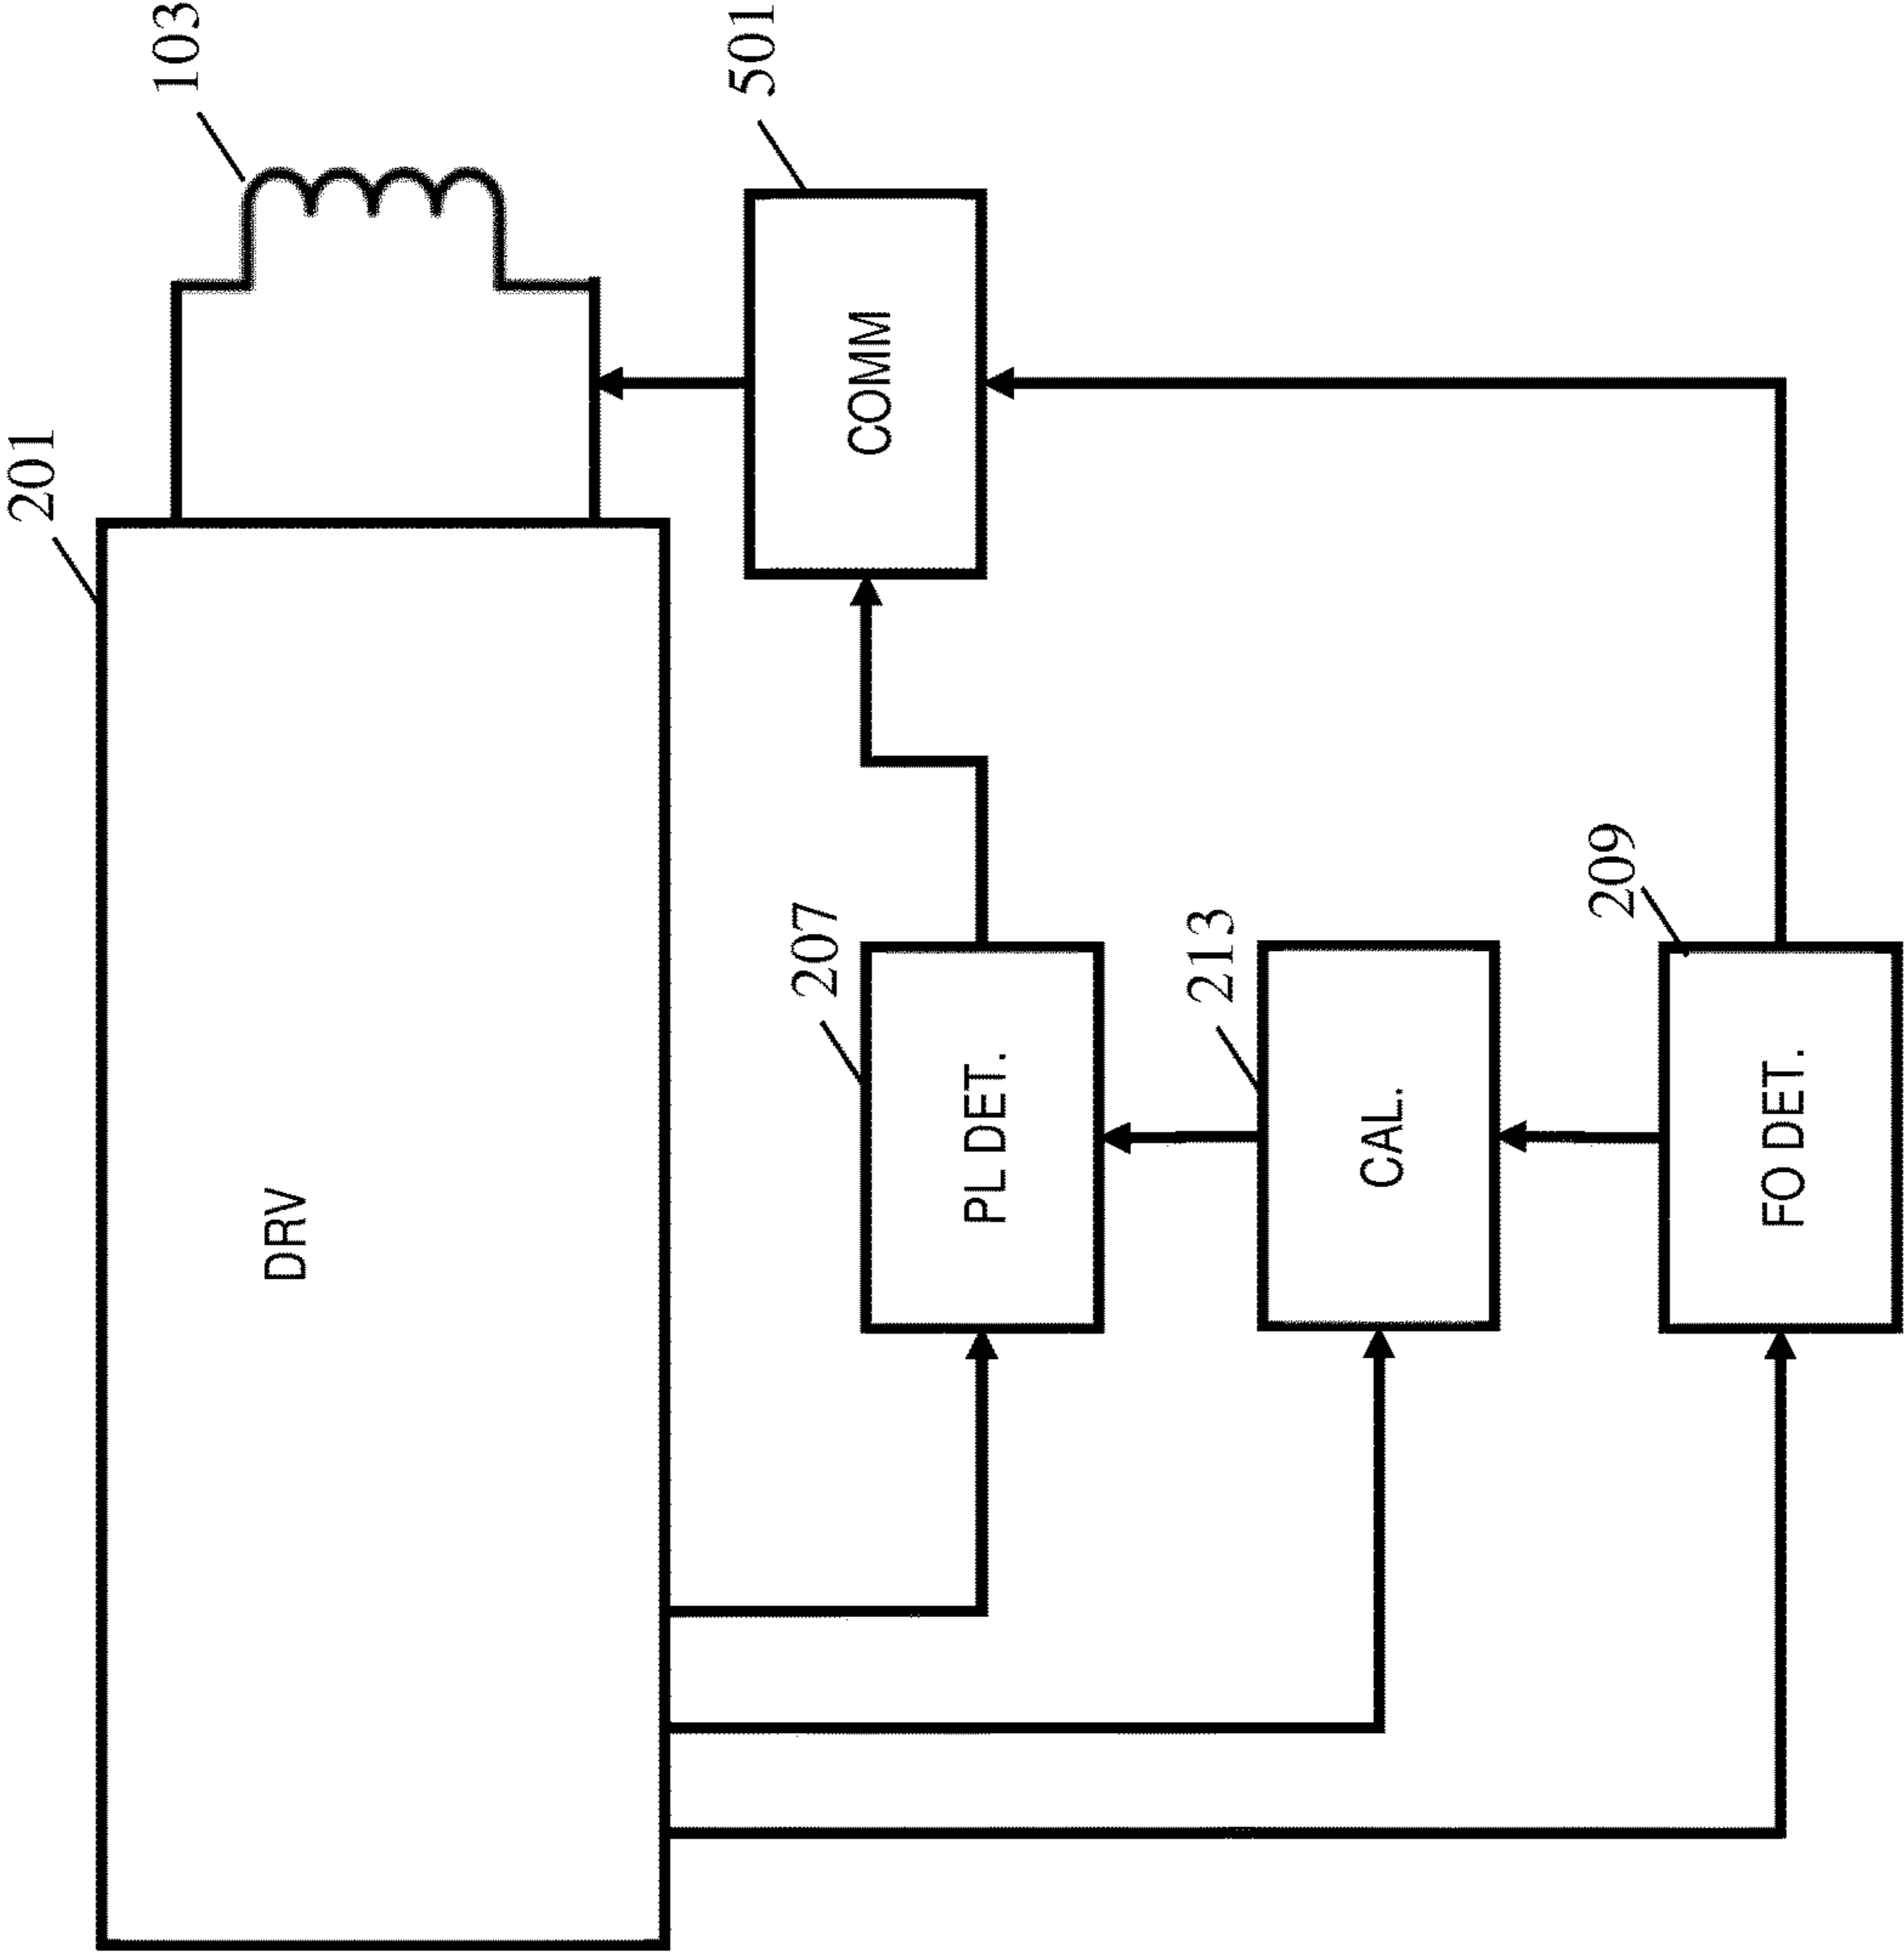 201
103
DRV
501
COMM
207
PL DET.
213
CAL.
209
FO DET.